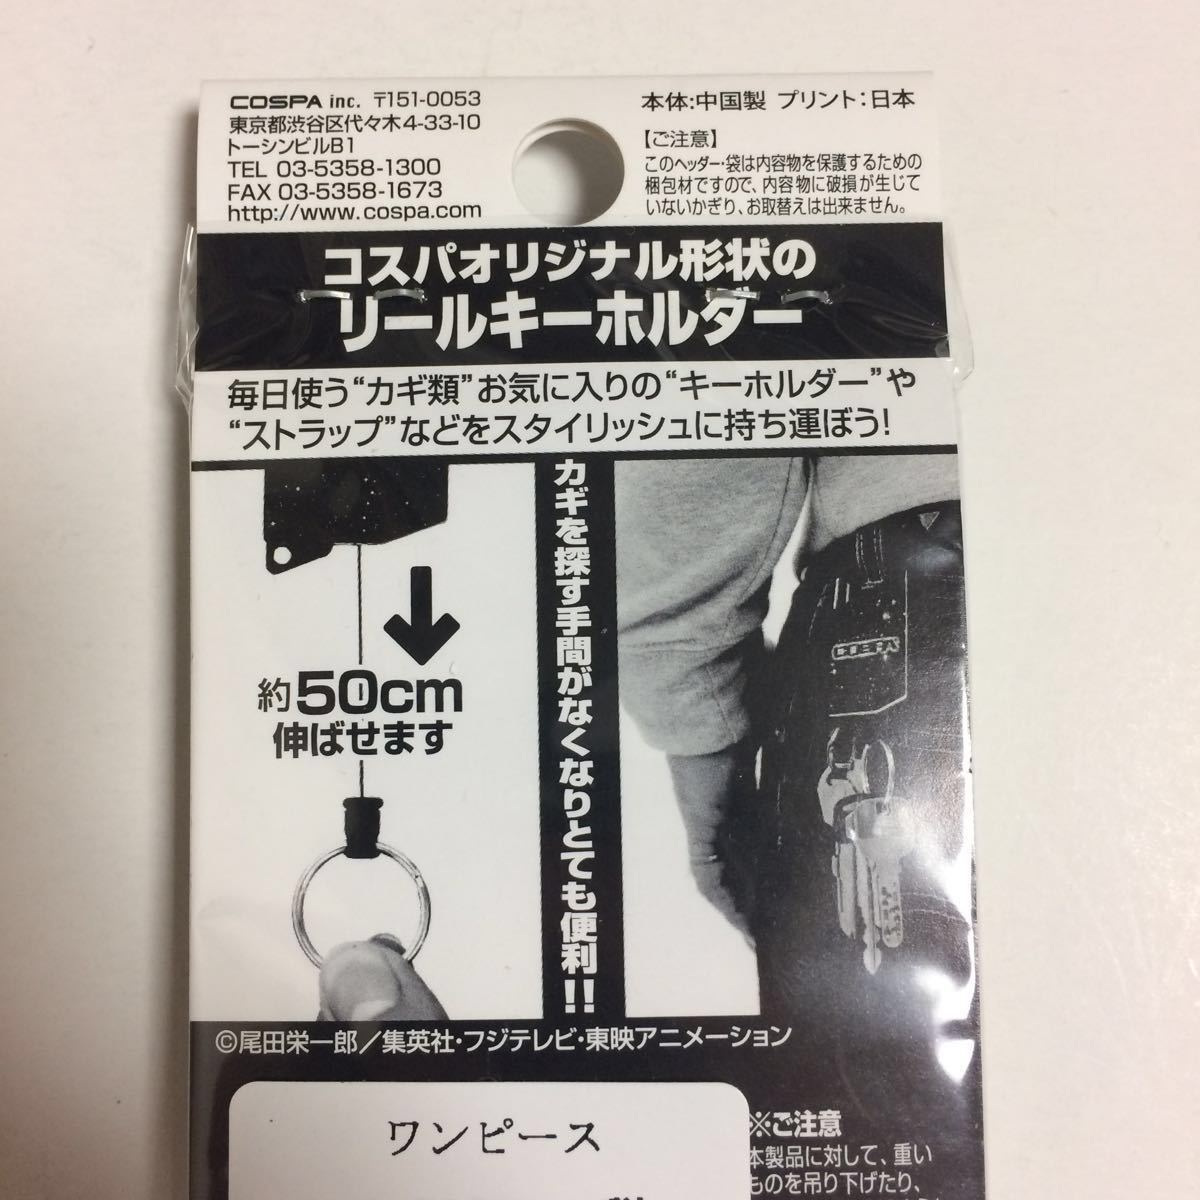 COSPA inc. 〒151-0053
東京都渋谷区代々木4-33-10
トーシンビルB1
TEL 03-5358-1300
FAX 03-5358-1673
http://www.cospa.com
本体:中国製 プリント:日本
【ご注意】
このヘッダー・袋は内容物を保護するための
梱包材ですので、内容物に破損が生じて
いないかぎり、お取替えは出来ません。
コスパオリジナル形状の
リールキーホルダー
毎日使う“カギ類”お気に入りの“キーホルダー”や
“ストラップ”などをスタイリッシュに持ち運ぼう!
約50cm
伸ばせます
カギを探す手間がなくなりとても便利!!
COSPA
©尾田栄一郎/集英社・フジテレビ・東映アニメーション
ワンピース
※ご注意
本製品に対して、重い
ものを吊り下げたり、